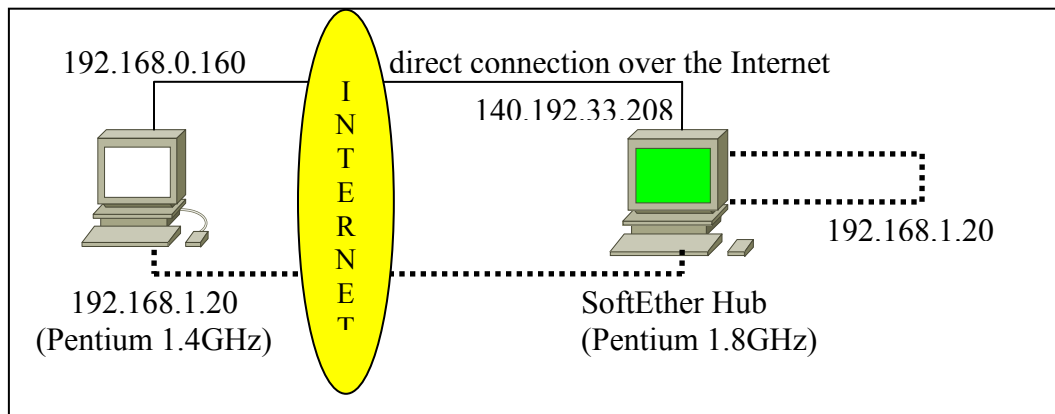 192.168.0.160
direct connection over the Internet
140.192.33.208
INTERNET
192.168.1.20
192.168.1.20
(Pentium 1.4GHz)
SoftEther Hub
(Pentium 1.8GHz)